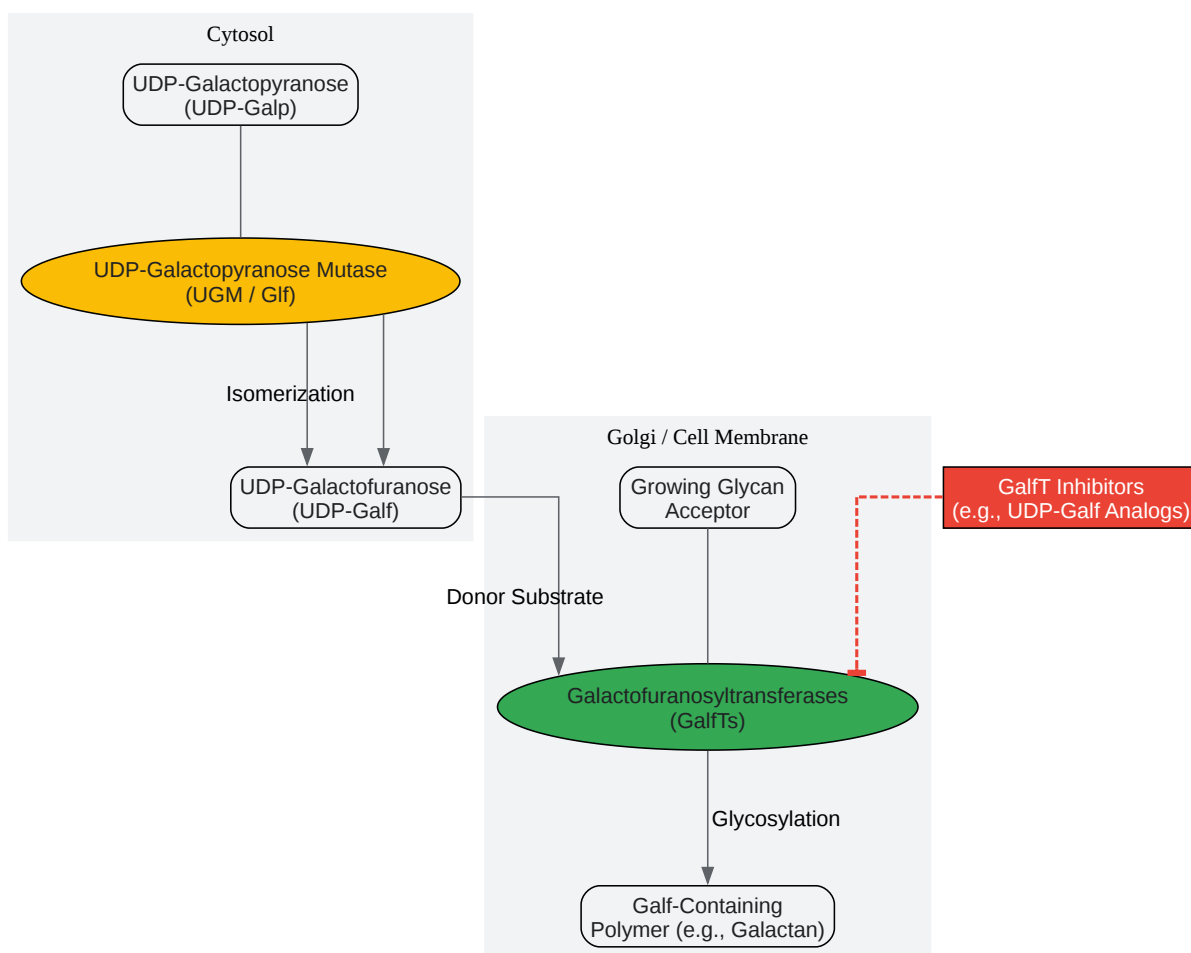 Cytosol
UDP-Galactopyranose
(UDP-Galp)
UDP-Galactopyranose Mutase
(UGM / Glf)
Isomerization
UDP-Galactofuranose
(UDP-Galf)
Golgi / Cell Membrane
Growing Glycan
Acceptor
GalfT Inhibitors
(e.g., UDP-Galf Analogs)
Donor Substrate
Galactofuranosyltransferases
(GalfTs)
Glycosylation
Galf-Containing
Polymer (e.g., Galactan)